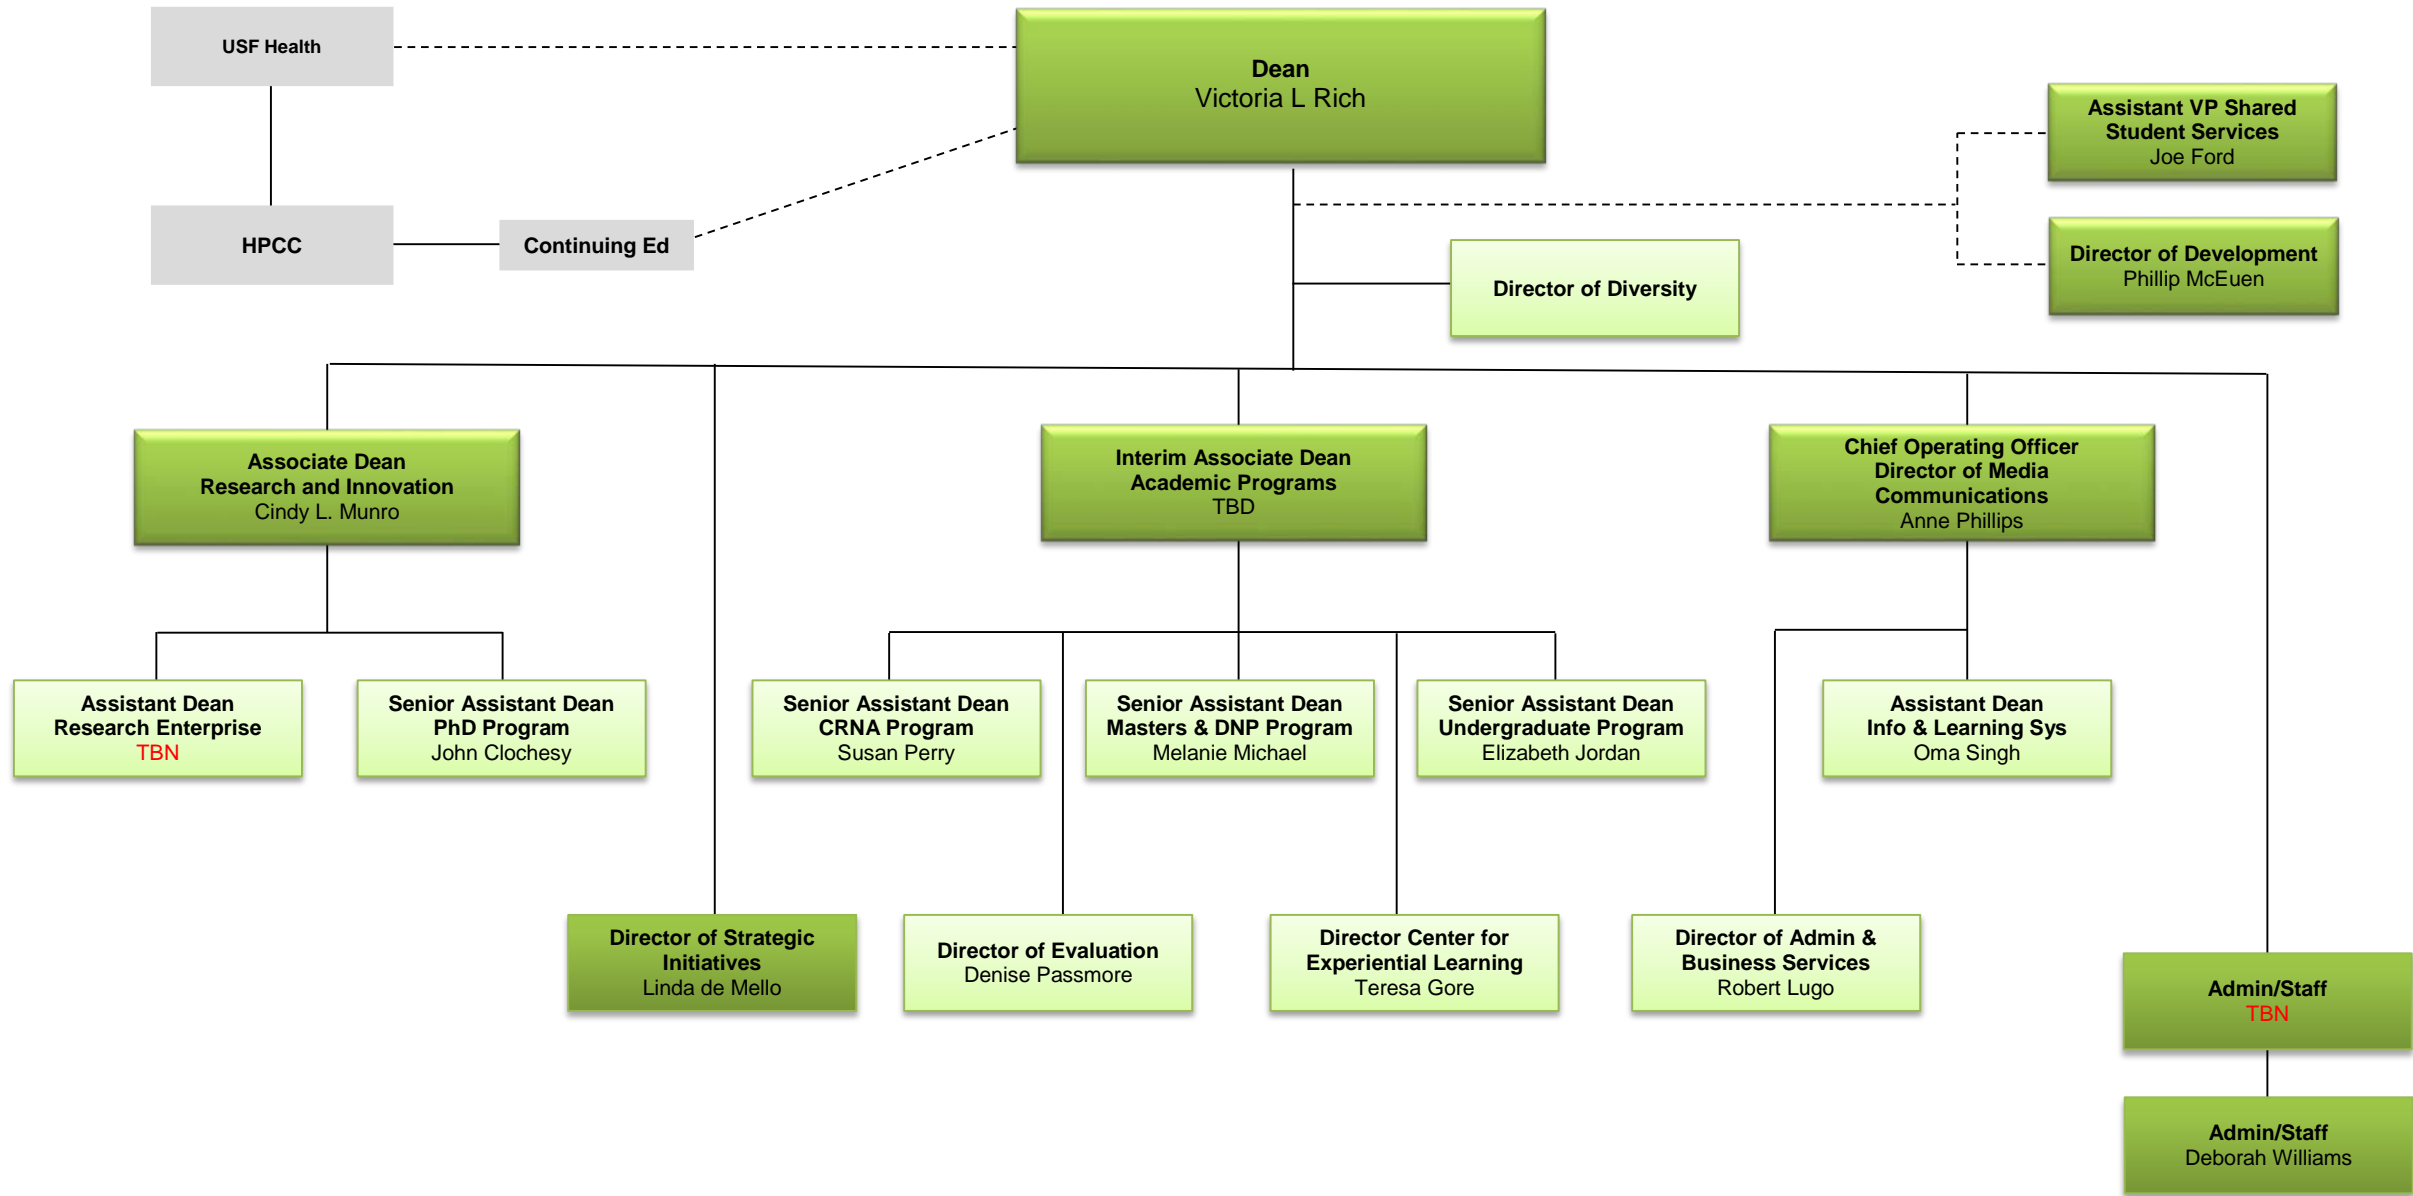 USF Health
Dean
Victoria L Rich
Assistant VP Shared
Student Services
Joe Ford
HPCC
Continuing Ed
Director of Development
Phillip McEuen
Director of Diversity
Associate Dean
Research and Innovation
Cindy L. Munro
Interim Associate Dean
Academic Programs
TBD
Chief Operating Officer
Director of Media
Communications
Anne Phillips
Assistant Dean
Research Enterprise
TBN
Senior Assistant Dean
PhD Program
John Clochesy
Senior Assistant Dean
CRNA Program
Susan Perry
Senior Assistant Dean
Masters & DNP Program
Melanie Michael
Senior Assistant Dean
Undergraduate Program
Elizabeth Jordan
Assistant Dean
Info & Learning Sys
Oma Singh
Director of Strategic
Initiatives
Linda de Mello
Director of Evaluation
Denise Passmore
Director Center for
Experiential Learning
Teresa Gore
Director of Admin &
Business Services
Robert Lugo
Admin/Staff
TBN
Admin/Staff
Deborah Williams